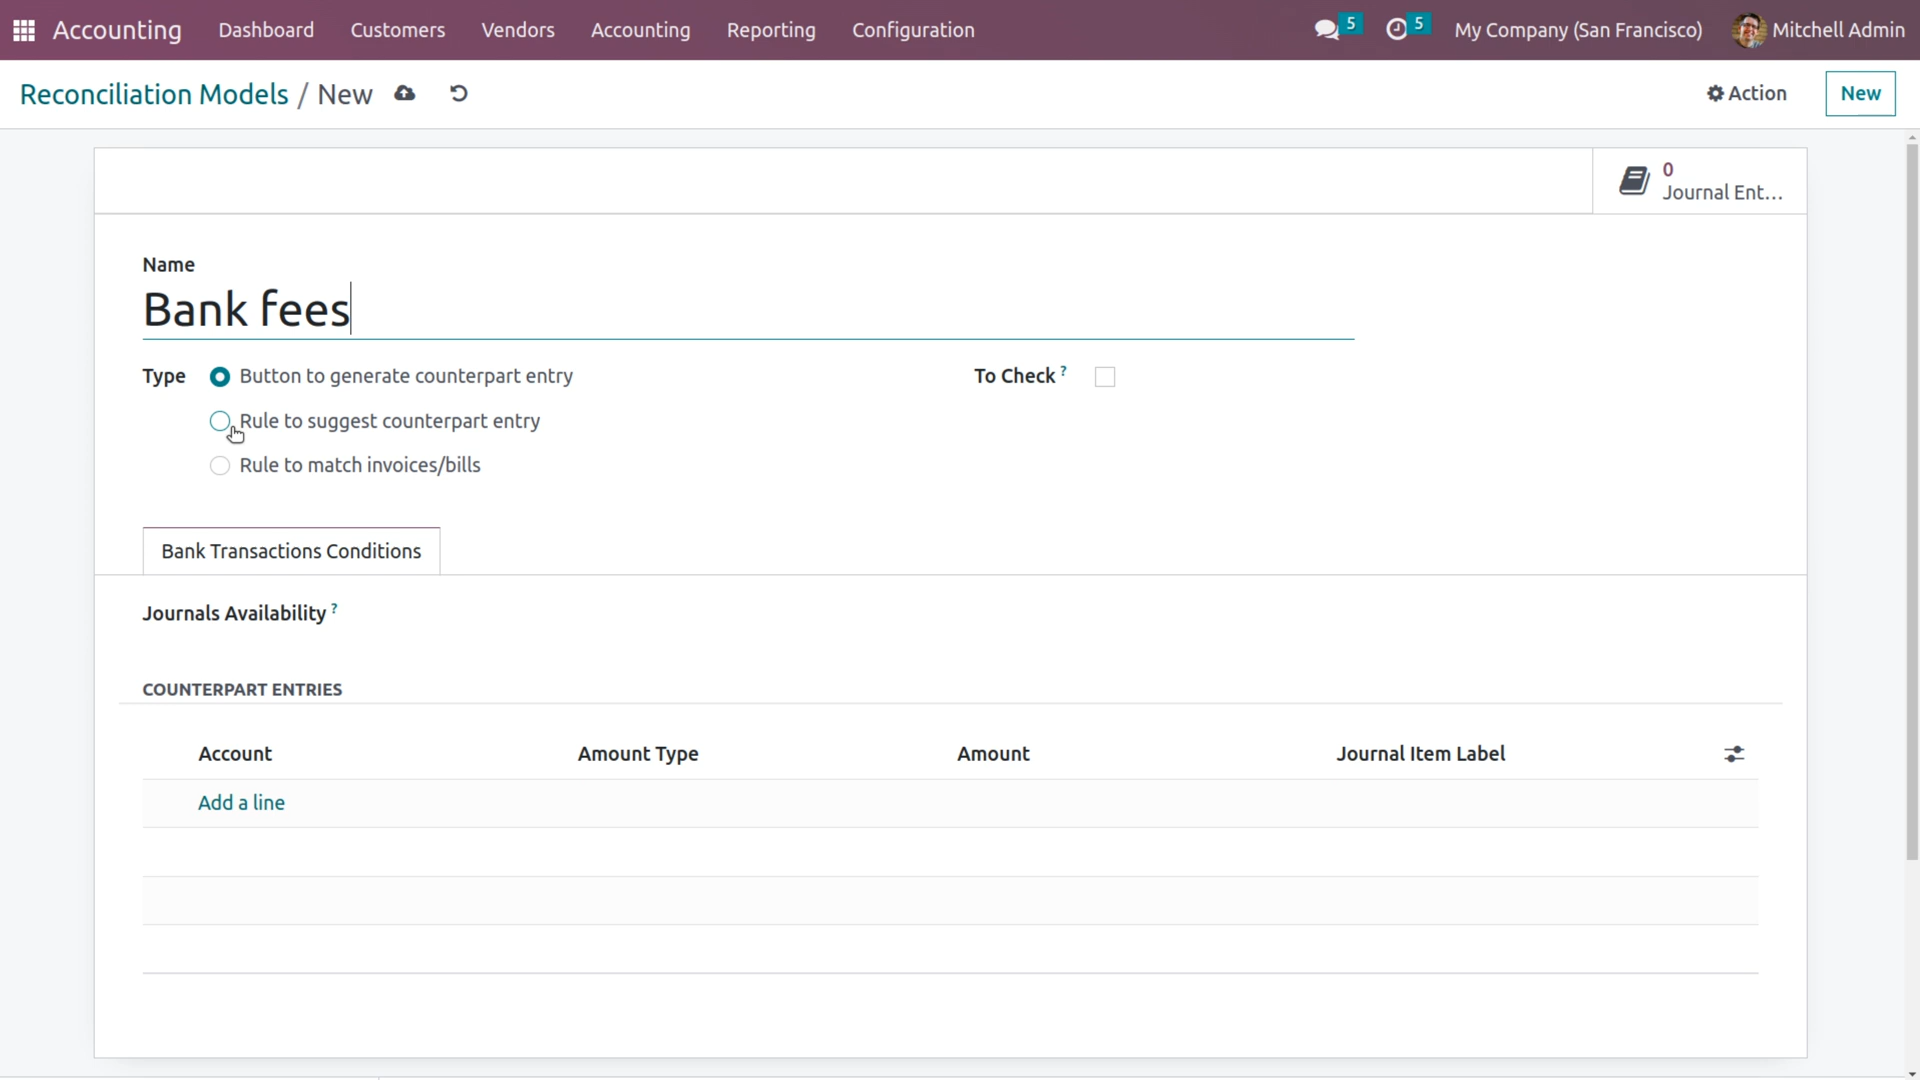 Accounting Dashboard Customers Vendors Accounting Reporting Configuration 5 5 My Company (San Francisco) Mitchell Admin
Reconciliation Models / New Action New
0
Journal Ent...
Name
Bank fees
Type Button to generate counterpart entry To Check ?
Rule to suggest counterpart entry
Rule to match invoices/bills
Bank Transactions Conditions
Journals Availability ?
COUNTERPART ENTRIES
Account Amount Type Amount Journal Item Label
Add a line